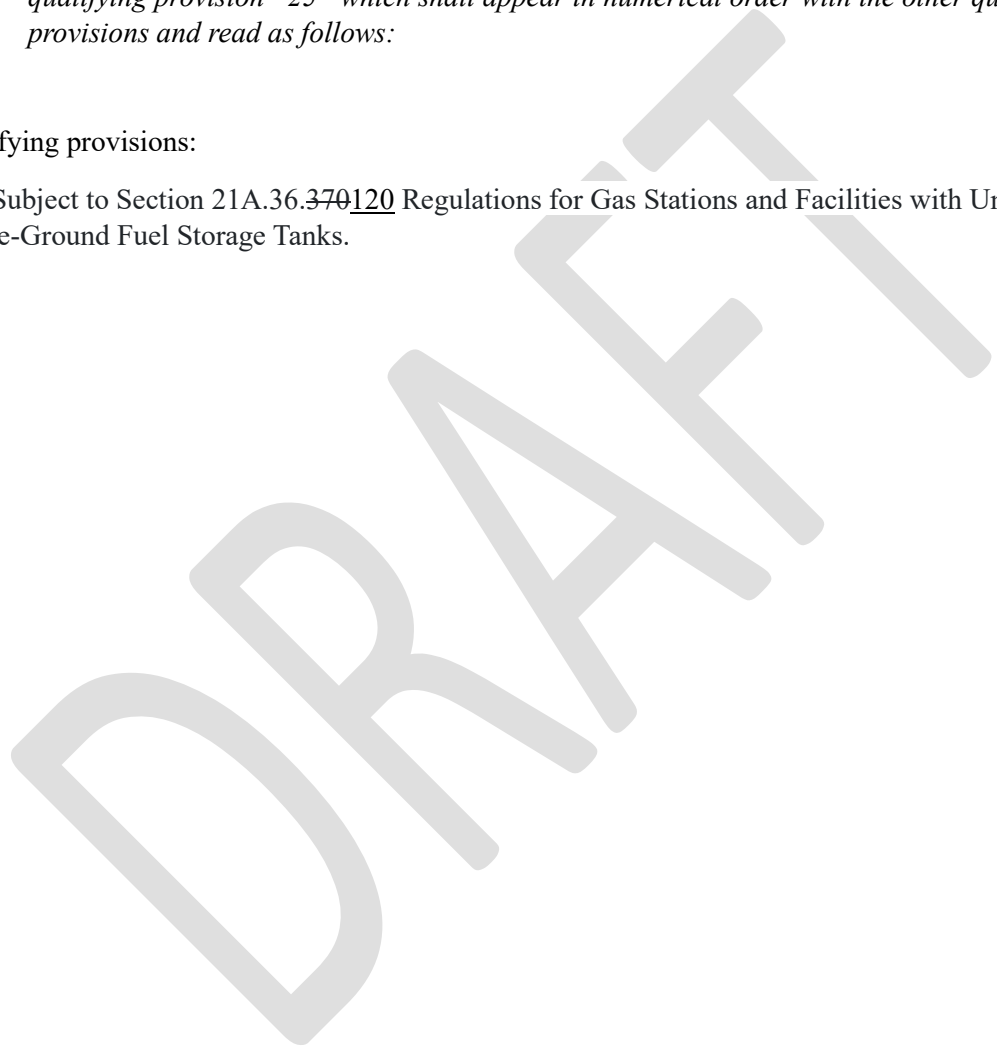 qualifying provision "25" which shall appear in numerical order with the other qu
provisions and read as follows:
fying provisions:
Subject to Section 21A.36.370120 Regulations for Gas Stations and Facilities with Un
e-Ground Fuel Storage Tanks.
DRAFT